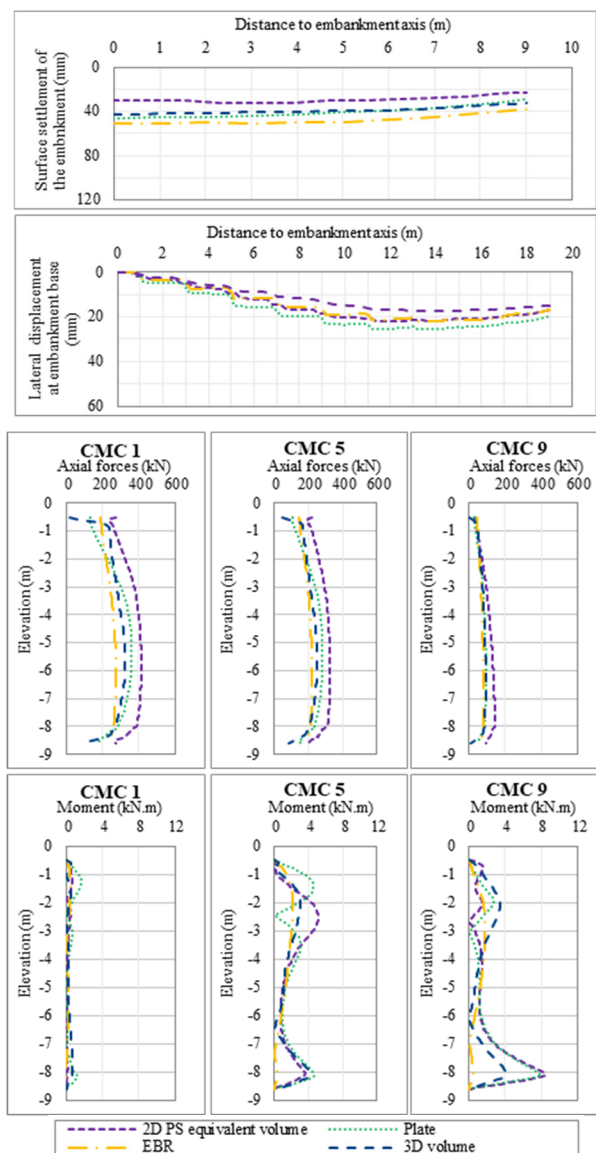 Distance to embankment axis (m)
0 1 2 3 4 5 6 7 8 9 10
Surface settlement of
the embnkment (mm)
0
40
80
120
Distance to embankment axis (m)
0 2 4 6 8 10 12 14 16 18 20
Lateral displacement
at embankment base
(mm)
0
20
40
60
CMC 1
Axial forces (kN)
0 200 400 600
Elevation (m)
0
-1
-2
-3
-4
-5
-6
-7
-8
-9
CMC 5
Axial forces (kN)
0 200 400 600
Elevation (m)
0
-1
-2
-3
-4
-5
-6
-7
-8
-9
CMC 9
Axial forces (kN)
0 200 400 600
Elevation (m)
0
-1
-2
-3
-4
-5
-6
-7
-8
-9
CMC 1
Moment (kN.m)
0 4 8 12
Elevation (m)
0
-1
-2
-3
-4
-5
-6
-7
-8
-9
CMC 5
Moment (kN.m)
0 4 8 12
Elevation (m)
0
-1
-2
-3
-4
-5
-6
-7
-8
-9
CMC 9
Moment (kN.m)
0 4 8 12
Elevation (m)
0
-1
-2
-3
-4
-5
-6
-7
-8
-9
2D PS equivalent volume Plate
EBR 3D volume